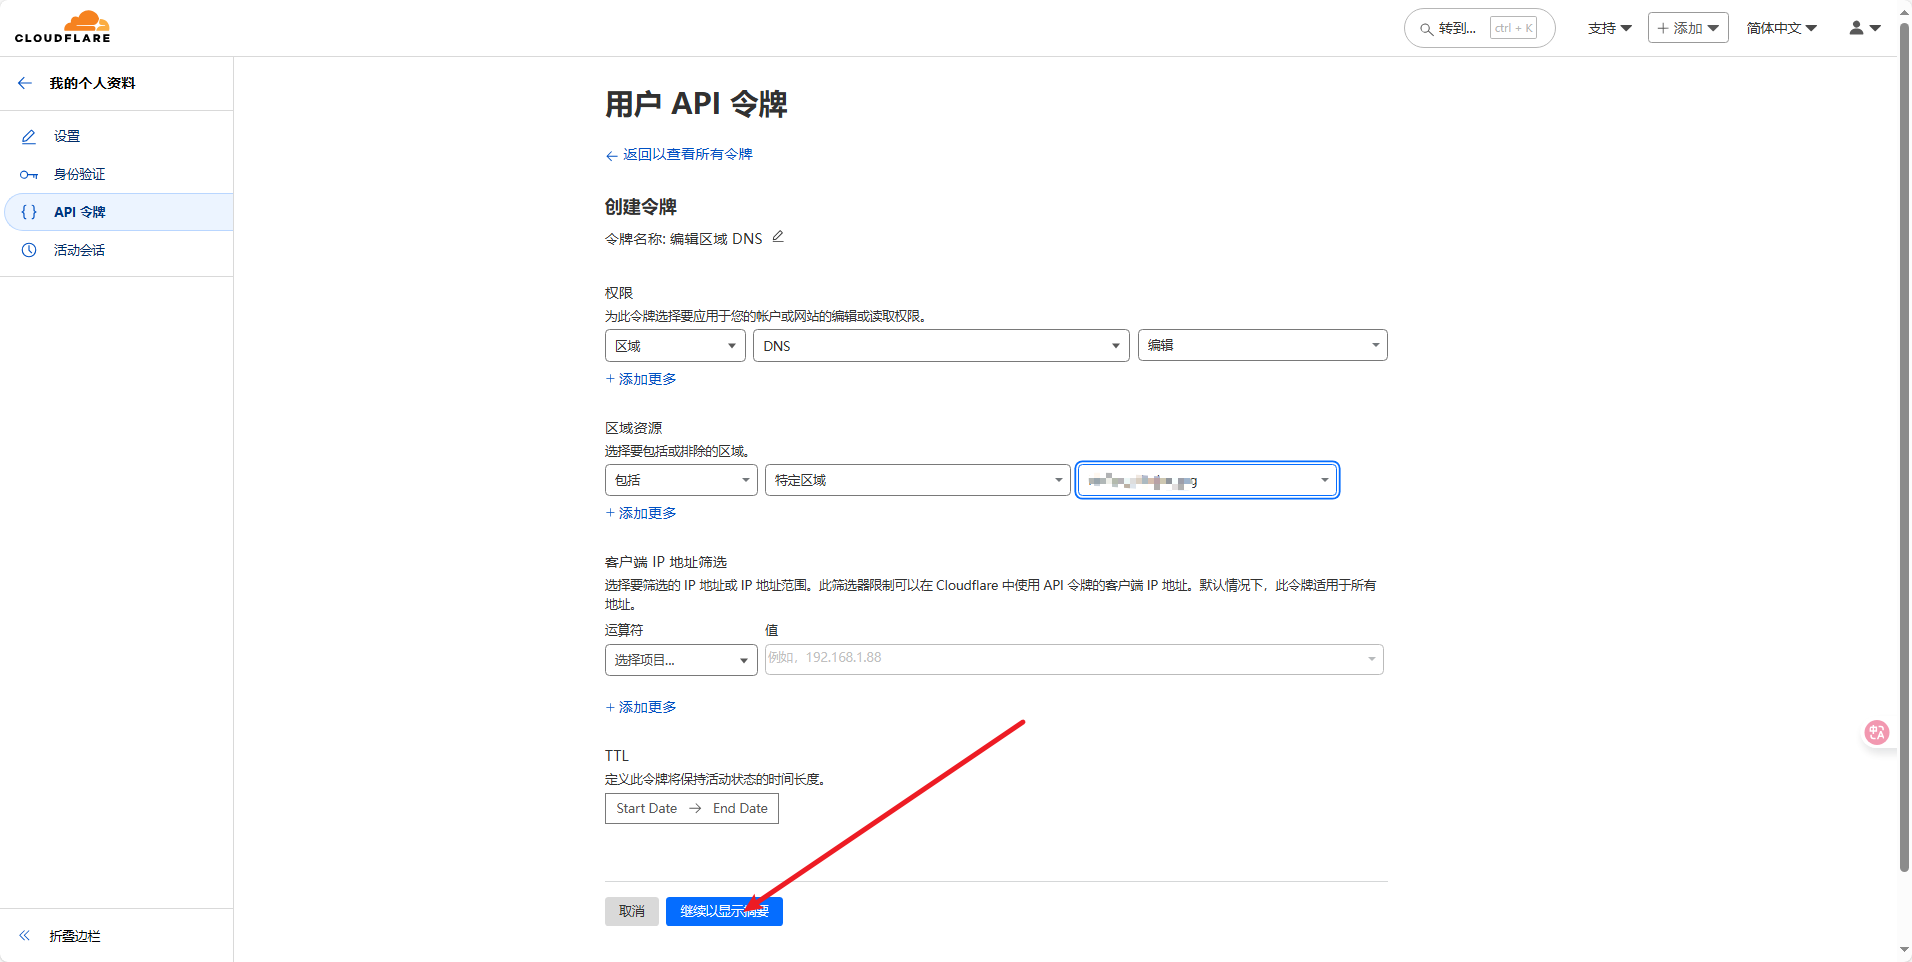 CLOUDFLARE
转到... ctrl + K
支持
+ 添加
简体中文
我的个人资料
设置
身份验证
{ } API 令牌
活动会话
用户 API 令牌
← 返回以查看所有令牌
创建令牌
令牌名称: 编辑区域 DNS
权限
为此令牌选择要应用于您的帐户或网站的编辑或读取权限。
区域 DNS 编辑
+ 添加更多
区域资源
选择要包括或排除的区域。
包括 特定区域
+ 添加更多
客户端 IP 地址筛选
选择要筛选的 IP 地址或 IP 地址范围。此筛选器限制可以在 Cloudflare 中使用 API 令牌的客户端 IP 地址。默认情况下，此令牌适用于所有
地址。
运算符 值
选择项目... 例如，192.168.1.88
+ 添加更多
TTL
定义此令牌将保持活动状态的时间长度。
Start Date → End Date
取消 继续以显示摘要
« 折叠边栏